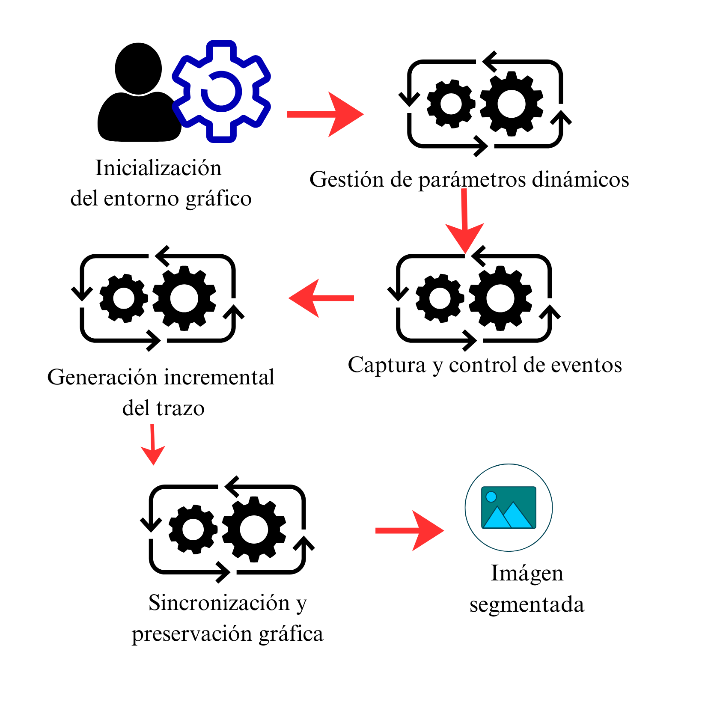 Inicialización
del entorno gráfico
Gestión de parámetros dinámicos
Captura y control de eventos
Generación incremental
del trazo
Sincronización y
preservación gráfica
Imágen
segmentada